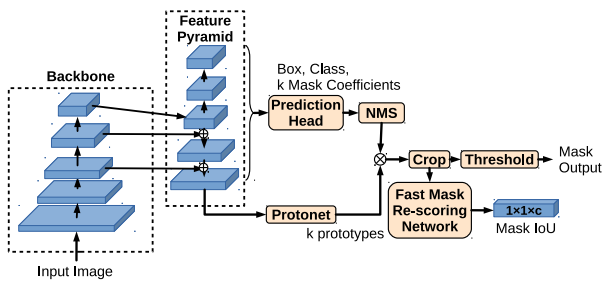 Feature
Pyramid
Backbone
Box, Class,
k Mask Coefficients
Prediction
Head
NMS
Crop
Threshold
Mask
Output
Fast Mask
Re-scoring
Network
1×1×c
Mask IoU
Protonet
k prototypes
Input Image